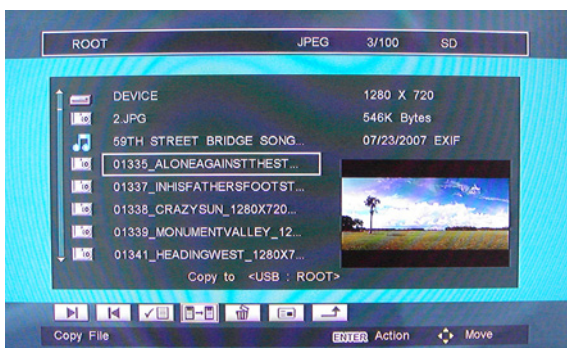 ROOT JPEG 3/100 SD
DEVICE 1280 X 720
2.JPG 546K Bytes
59TH STREET BRIDGE SONG... 07/23/2007 EXIF
01335_ALONEAGAINSTTHEST...
01337_INHISFATHERSFOOTST...
01338_CRAZYSUN_1280X720...
01339_MONUMENTVALLEY_12...
01341_HEADINGWEST_1280X7...
Copy to <USB : ROOT>
Copy File ENTER Action Move